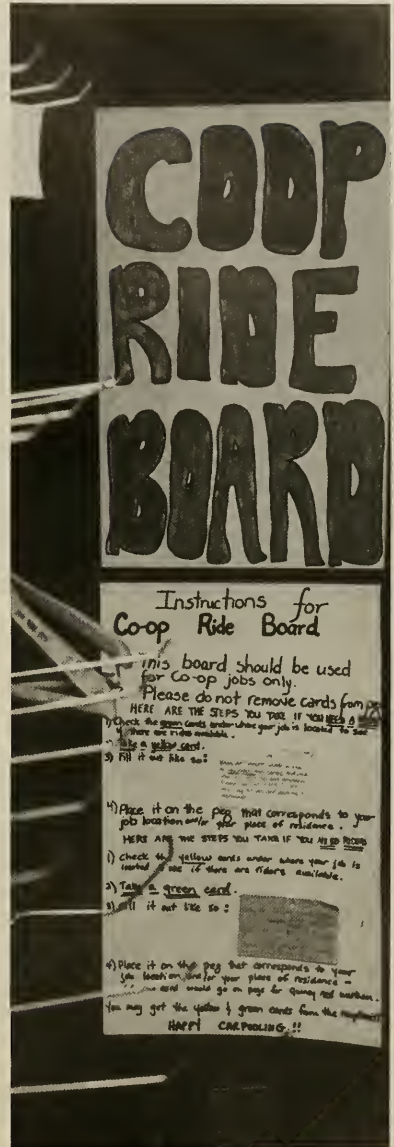 COOP
RIDE
BOARD
Instructions for
Co-op Ride Board
This board should be used
for Co-op jobs only.
Please do not remove cards from
HERE ARE THE STEPS YOU TAKE IF YOU NEED A
1) Check the green cards under where your job is located to see
if there are rides available.
2) Take a yellow card.
3) Fill it out like so:
4) Place it on the peg that corresponds to your
job location and/or your place of residence.
HERE ARE THE STEPS YOU TAKE IF YOU NEED RIDERS
1) Check the yellow cards under where your job is
located to see if there are riders available.
2) Take a green card.
3) Fill it out like so:
4) Place it on the peg that corresponds to your
job location and/or your place of residence -
card would go on pegs for Quincy and
You may get the yellow & green cards from the
HAPPY CARPOOLING!!